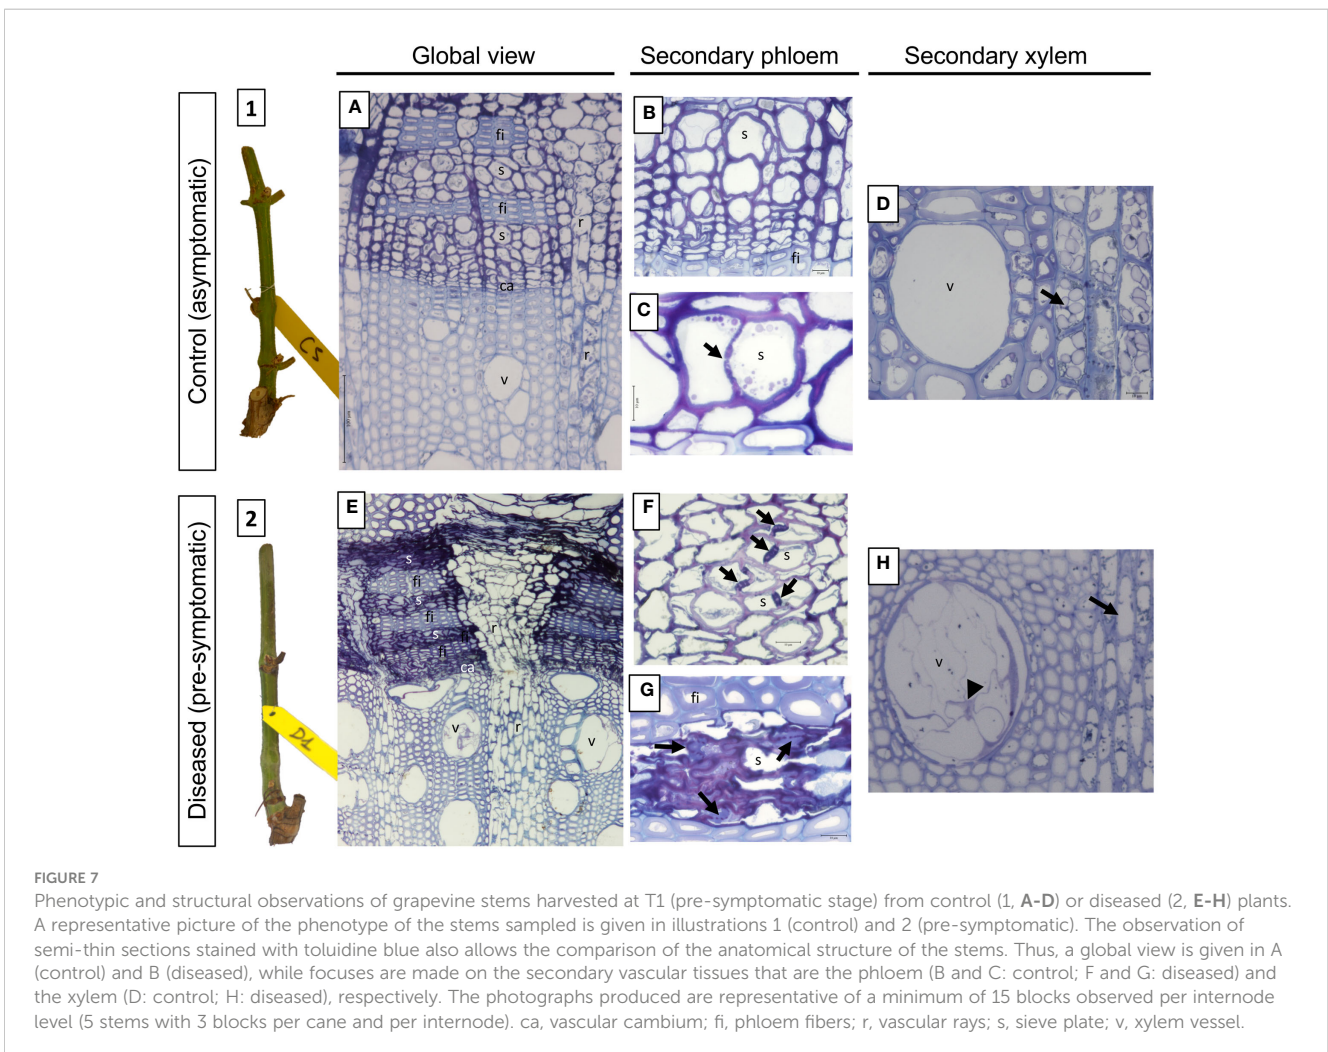 Global view
Secondary phloem
Secondary xylem
Control (asymptomatic)
1
CS
A
fi
s
fi
s
r
ca
r
v
B
s
fi
C
s
D
v
Diseased (pre-symptomatic)
2
D1
E
s
fi
s
fi
s
fi
fi
r
ca
v
r
v
F
s
s
G
fi
s
H
v
FIGURE 7
Phenotypic and structural observations of grapevine stems harvested at T1 (pre-symptomatic stage) from control (1, A-D) or diseased (2, E-H) plants.
A representative picture of the phenotype of the stems sampled is given in illustrations 1 (control) and 2 (pre-symptomatic). The observation of
semi-thin sections stained with toluidine blue also allows the comparison of the anatomical structure of the stems. Thus, a global view is given in A
(control) and B (diseased), while focuses are made on the secondary vascular tissues that are the phloem (B and C: control; F and G: diseased) and
the xylem (D: control; H: diseased), respectively. The photographs produced are representative of a minimum of 15 blocks observed per internode
level (5 stems with 3 blocks per cane and per internode). ca, vascular cambium; fi, phloem fibers; r, vascular rays; s, sieve plate; v, xylem vessel.